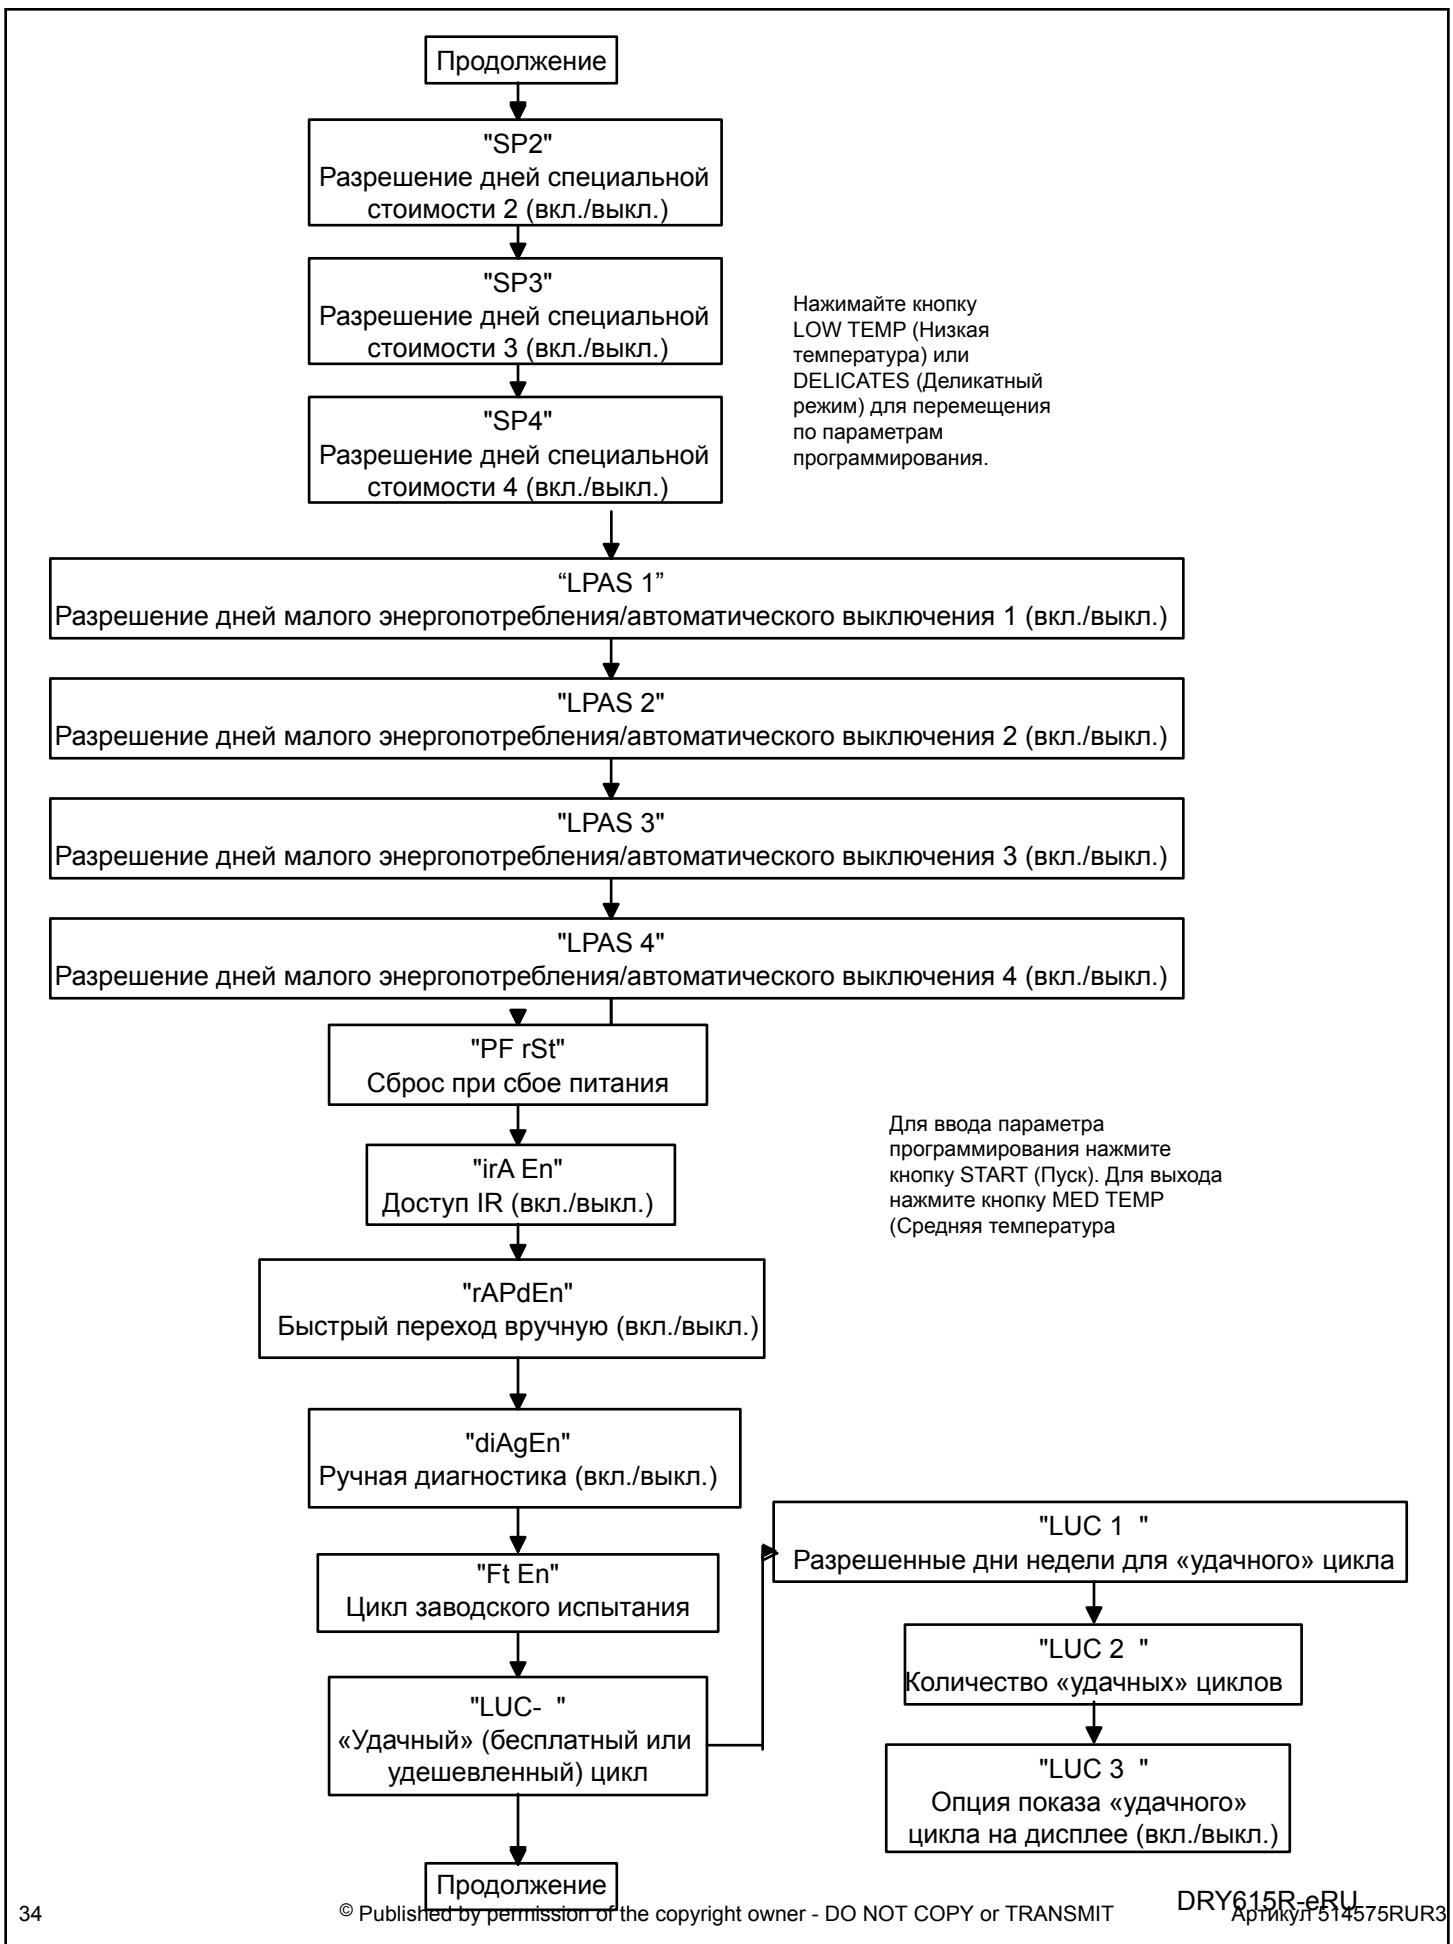 Продолжение
"SP2"
Разрешение дней специальной
стоимости 2 (вкл./выкл.)
"SP3"
Разрешение дней специальной
стоимости 3 (вкл./выкл.)
Нажимайте кнопку
LOW TEMP (Низкая
температура) или
DELICATES (Деликатный
режим) для перемещения
по параметрам
программирования.
"SP4"
Разрешение дней специальной
стоимости 4 (вкл./выкл.)
“LPAS 1”
Разрешение дней малого энергопотребления/автоматического выключения 1 (вкл./выкл.)
"LPAS 2"
Разрешение дней малого энергопотребления/автоматического выключения 2 (вкл./выкл.)
"LPAS 3"
Разрешение дней малого энергопотребления/автоматического выключения 3 (вкл./выкл.)
"LPAS 4"
Разрешение дней малого энергопотребления/автоматического выключения 4 (вкл./выкл.)
"PF rSt"
Сброс при сбое питания
"irA En"
Доступ IR (вкл./выкл.)
Для ввода параметра
программирования нажмите
кнопку START (Пуск). Для выхода
нажмите кнопку MED TEMP
(Средняя температура
"rAPdEn"
Быстрый переход вручную (вкл./выкл.)
"diAgEn"
Ручная диагностика (вкл./выкл.)
"Ft En"
Цикл заводского испытания
"LUC-  "
«Удачный» (бесплатный или
удешевленный) цикл
"LUC 1  "
Разрешенные дни недели для «удачного» цикла
"LUC 2  "
Количество «удачных» циклов
"LUC 3  "
Опция показа «удачного»
цикла на дисплее (вкл./выкл.)
Продолжение
DRY615R-eRU
34
© Published by permission of the copyright owner - DO NOT COPY or TRANSMIT
Артикул 514575RUR3